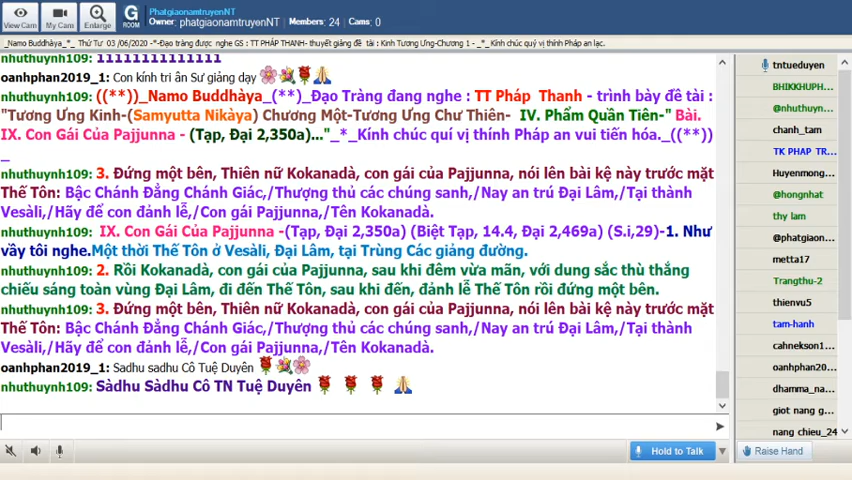 View Cam
My Cam
Enlarge
G
ROOM
PhatgiaonamtruyenNT
Owner: phatgiaonamtruyenNT | Members: 24 | Cams: 0
_Namo Buddhàya_*_ Thứ Tư 03 /06/2020 -*-Đạo tràng được nghe GS : TT PHÁP THANH- thuyết giảng đề tài : Kinh Tương Ưng-Chương 1 - _*_Kính chúc quý vị thính Pháp an lạc.
nhuthuynh109: 11111111111111
oanhphan2019_1: Con kính tri ân Sư giảng dạy
nhuthuynh109: ((**))_Namo Buddhàya_(**)_Đạo Tràng đang nghe : TT Pháp Thanh - trình bày đề tài :
"Tương Ưng Kinh-(Samyutta Nikàya) Chương Một-Tương Ưng Chư Thiên- IV. Phẩm Quần Tiên-" Bài.
IX. Con Gái Của Pajjunna - (Tạp, Đại 2,350a)..."_*_Kính chúc quí vị thính Pháp an vui tiến hóa._((**))
_
nhuthuynh109: 3. Đứng một bên, Thiên nữ Kokanadà, con gái của Pajjunna, nói lên bài kệ này trước mặt
Thế Tôn: Bậc Chánh Đẳng Chánh Giác,/Thượng thủ các chúng sanh,/Nay an trú Đại Lâm,/Tại thành
Vesàli,/Hãy để con đảnh lễ,/Con gái Pajjunna,/Tên Kokanadà.
nhuthuynh109: IX. Con Gái Của Pajjunna -(Tạp, Đại 2,350a) (Biệt Tạp, 14.4, Đại 2,469a) (S.i,29)-1. Như
vầy tôi nghe.Một thời Thế Tôn ở Vesàli, Đại Lâm, tại Trùng Các giảng đường.
nhuthuynh109: 2. Rồi Kokanadà, con gái của Pajjunna, sau khi đêm vừa mãn, với dung sắc thù thắng
chiếu sáng toàn vùng Đại Lâm, đi đến Thế Tôn, sau khi đến, đảnh lễ Thế Tôn rồi đứng một bên.
nhuthuynh109: 3. Đứng một bên, Thiên nữ Kokanadà, con gái của Pajjunna, nói lên bài kệ này trước mặt
Thế Tôn: Bậc Chánh Đẳng Chánh Giác,/Thượng thủ các chúng sanh,/Nay an trú Đại Lâm,/Tại thành
Vesàli,/Hãy để con đảnh lễ,/Con gái Pajjunna,/Tên Kokanadà.
oanhphan2019_1: Sadhu sadhu Cô Tuệ Duyên
nhuthuynh109: Sàdhu Sàdhu Cô TN Tuệ Duyên
Hold to Talk
tntueduyen
BHIKKHUPH...
@nhuthuyn...
chanh_tam
TK PHAP TR...
Huyenmong...
@hongnhat
thy lam
@phatgiaon...
metta17
Trangthu-2
thienvu5
tam-hanh
cahnekson1...
oanhphan20...
dhamma_na...
giot nang g...
nang chieu_24
Raise Hand